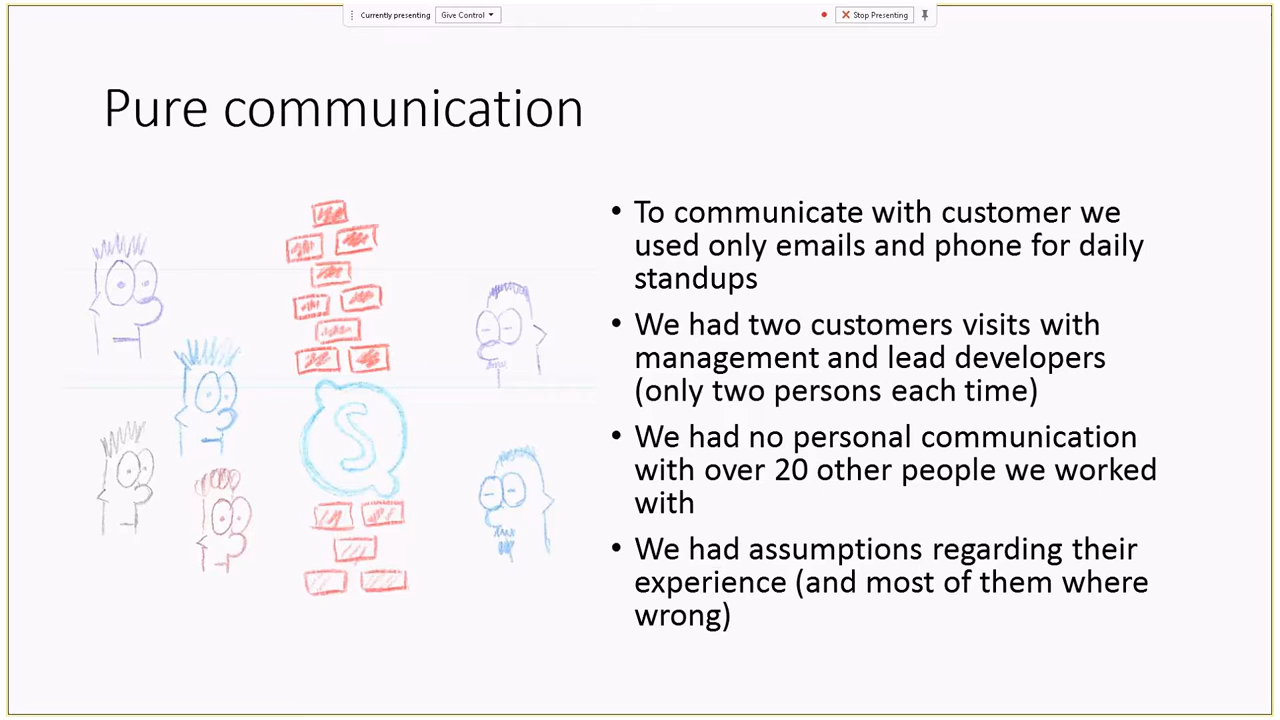 Currently presenting Give Control Stop Presenting
Pure communication
• To communicate with customer we
used only emails and phone for daily
standups
• We had two customers visits with
management and lead developers
(only two persons each time)
• We had no personal communication
with over 20 other people we worked
with
• We had assumptions regarding their
experience (and most of them where
wrong)
S